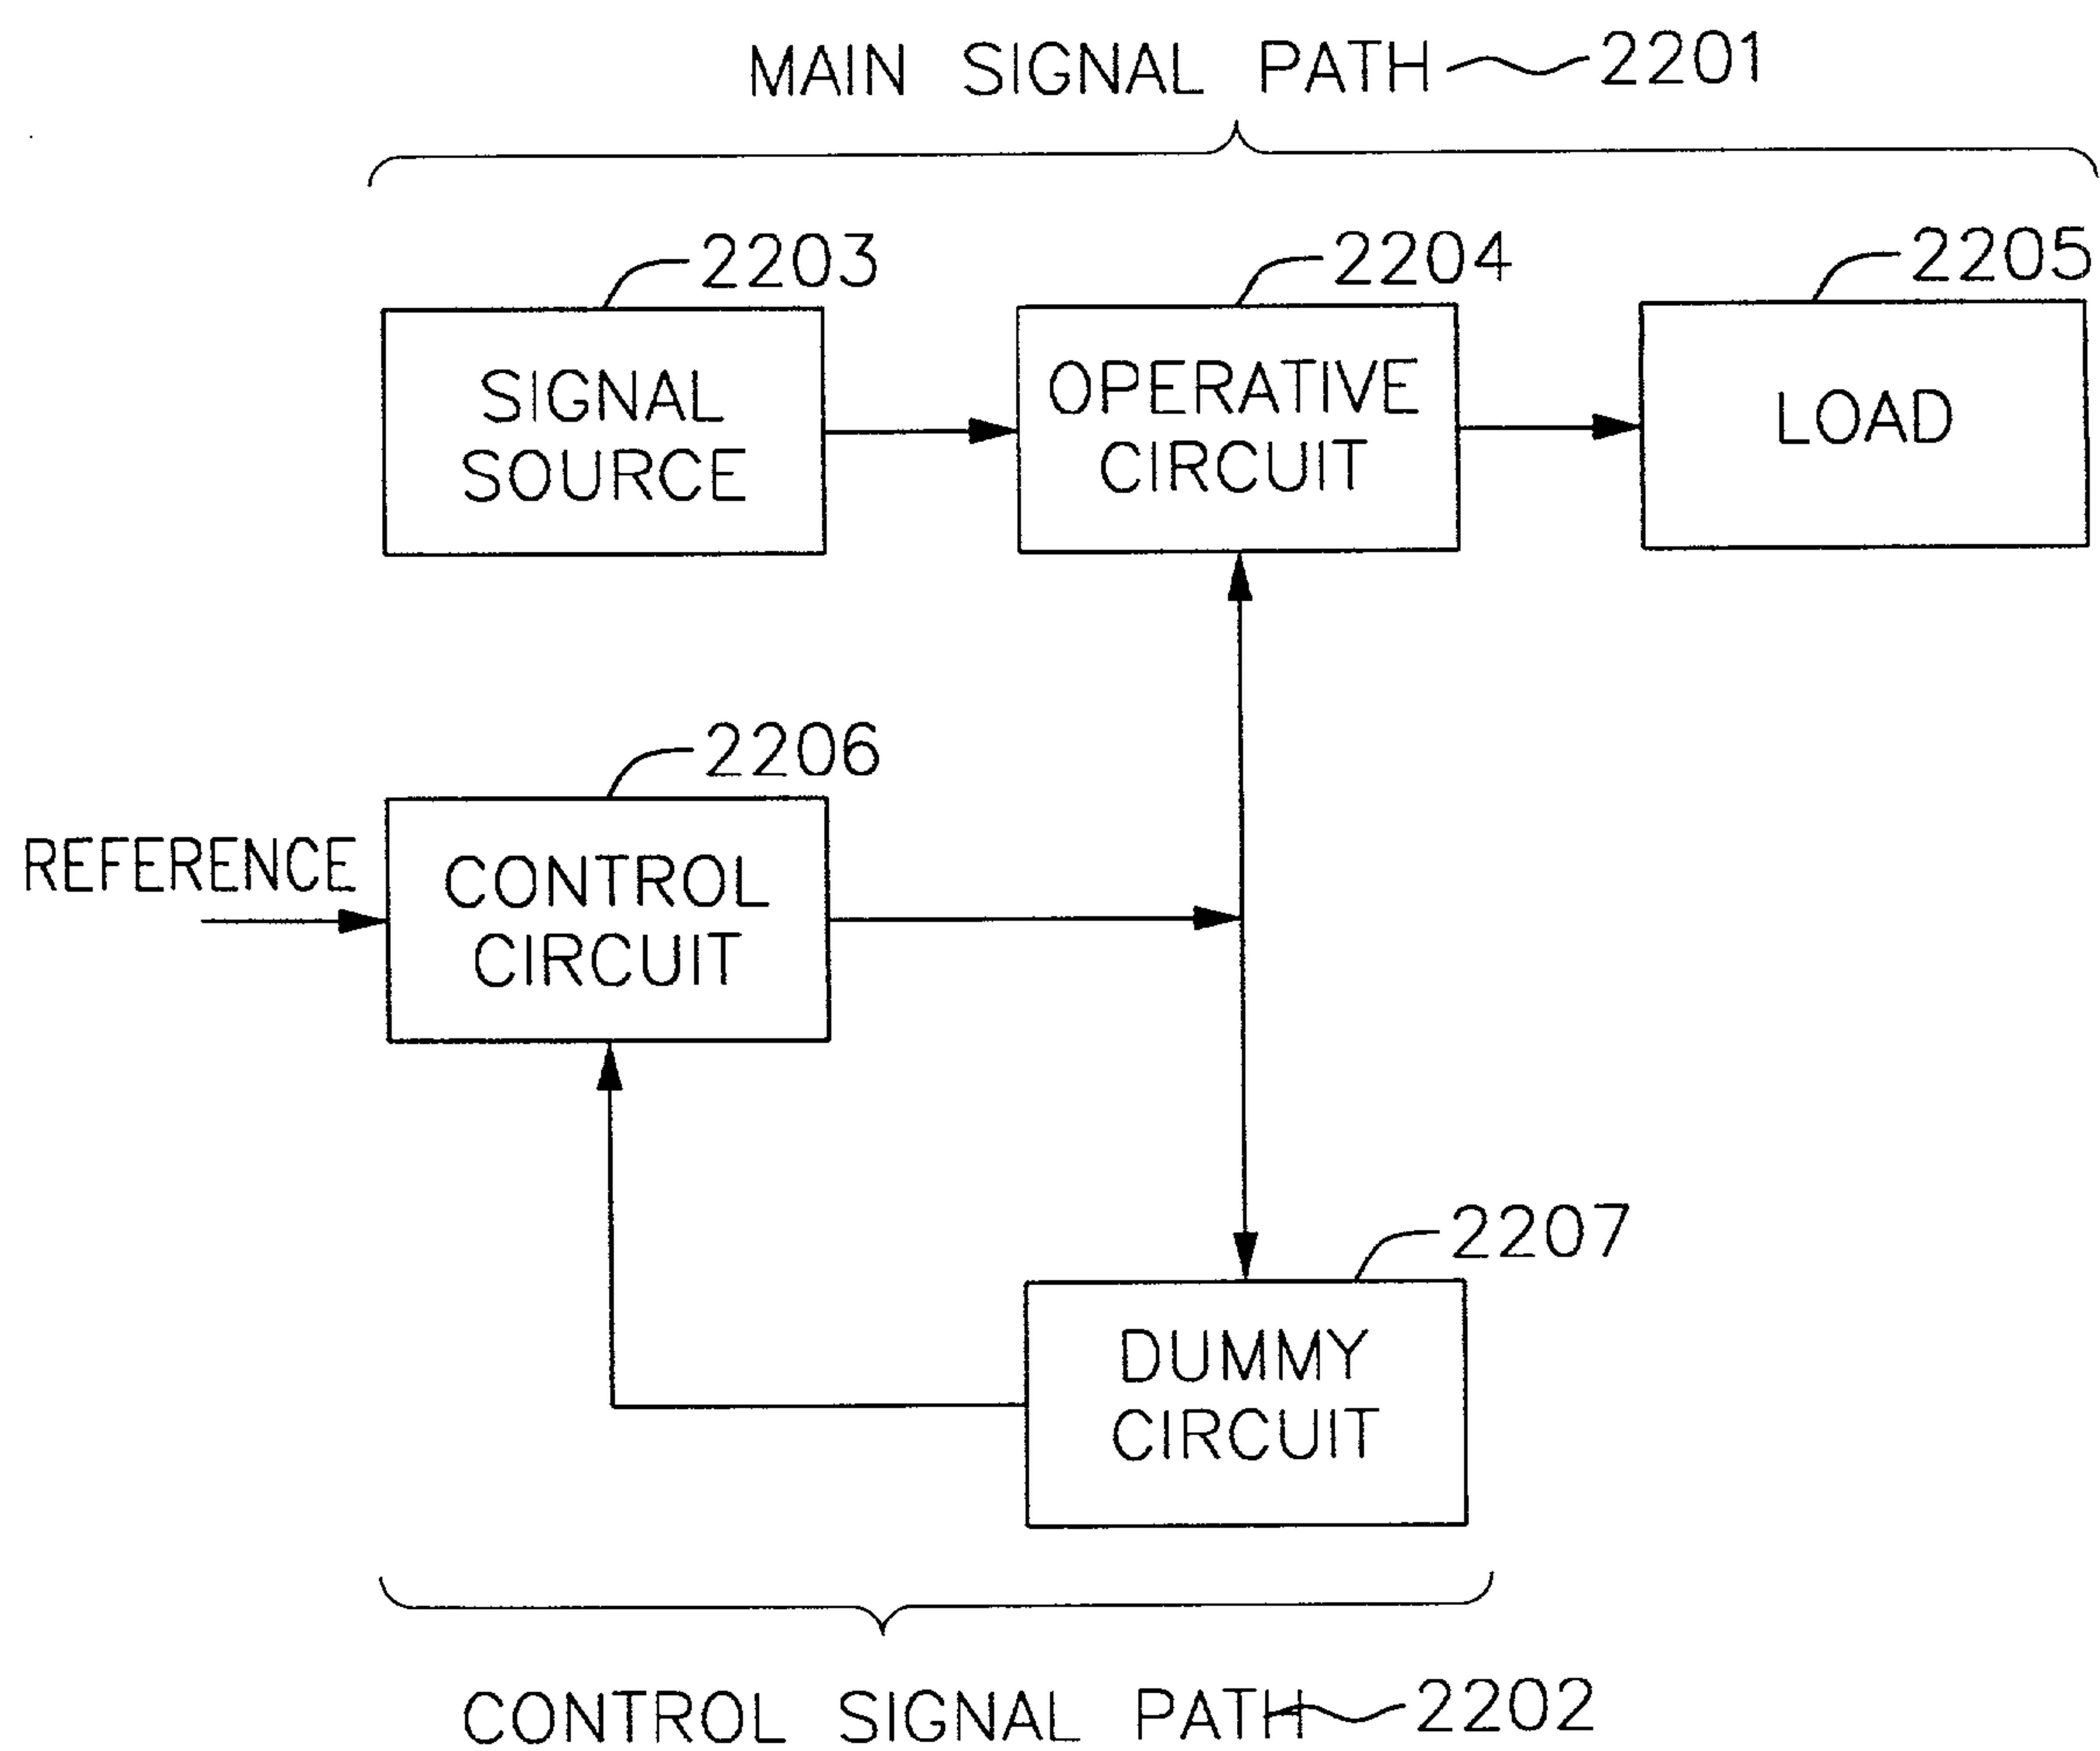 MAIN SIGNAL PATH 2201
2203
2204
2205
SIGNAL
SOURCE
OPERATIVE
CIRCUIT
LOAD
2206
REFERENCE
CONTROL
CIRCUIT
2207
DUMMY
CIRCUIT
CONTROL SIGNAL PATH 2202